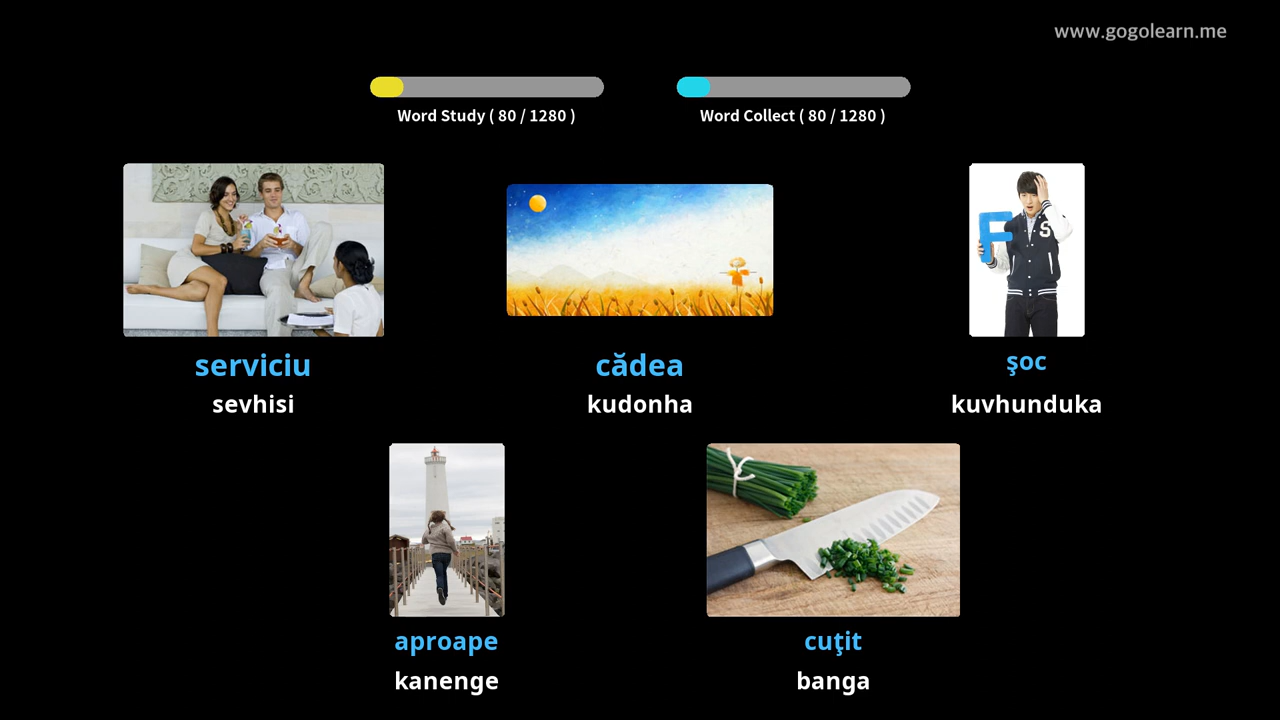 www.gogolearn.me
Word Study ( 80 / 1280 )
Word Collect ( 80 / 1280 )
F
S
serviciu
sevhisi
cădea
kudonha
şoc
kuvhunduka
aproape
kanenge
cuţit
banga